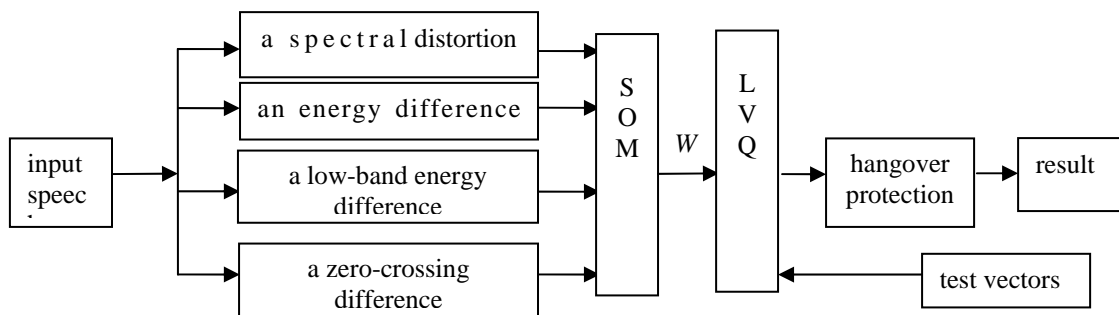 a spectral distortion
an energy difference
a low-band energy
difference
a zero-crossing
difference
input
speec
S
O
M
W
L
V
Q
hangover
protection
result
test vectors